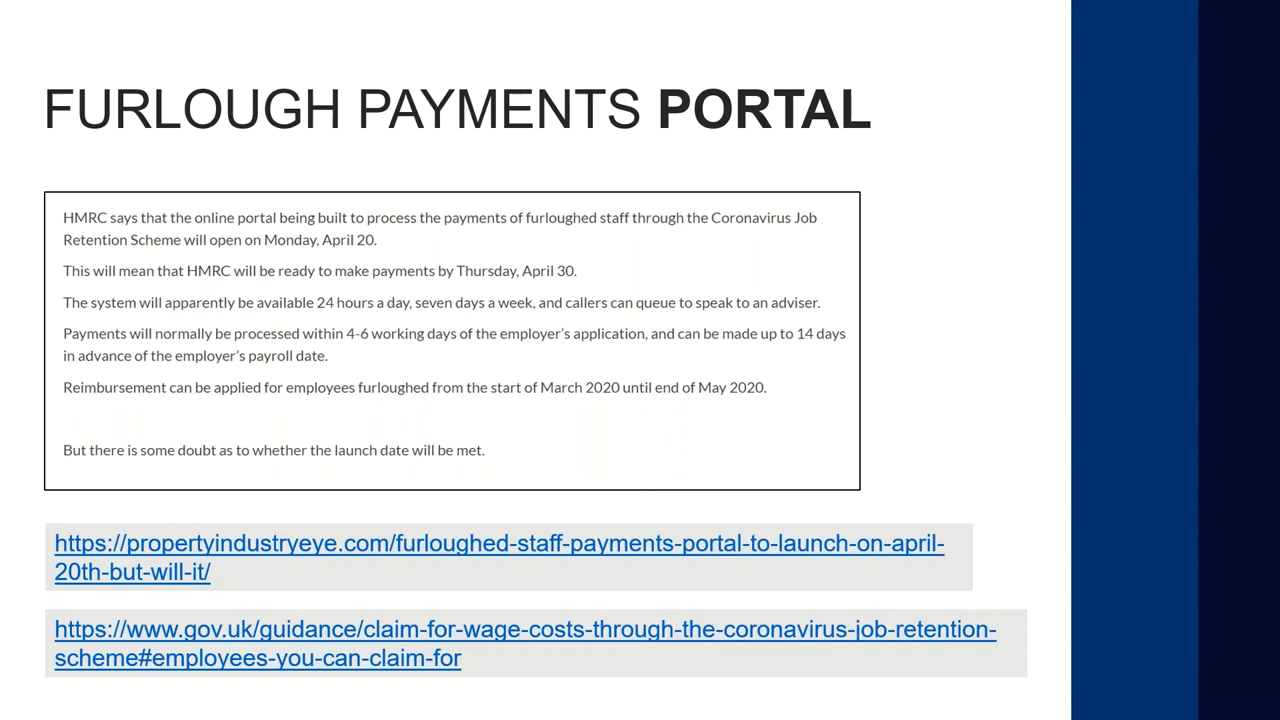 FURLOUGH PAYMENTS PORTAL
HMRC says that the online portal being built to process the payments of furloughed staff through the Coronavirus Job
Retention Scheme will open on Monday, April 20.
This will mean that HMRC will be ready to make payments by Thursday, April 30.
The system will apparently be available 24 hours a day, seven days a week, and callers can queue to speak to an adviser.
Payments will normally be processed within 4-6 working days of the employer’s application, and can be made up to 14 days
in advance of the employer’s payroll date.
Reimbursement can be applied for employees furloughed from the start of March 2020 until end of May 2020.
But there is some doubt as to whether the launch date will be met.
https://propertyindustryeye.com/furloughed-staff-payments-portal-to-launch-on-april-
20th-but-will-it/
https://www.gov.uk/guidance/claim-for-wage-costs-through-the-coronavirus-job-retention-
scheme#employees-you-can-claim-for